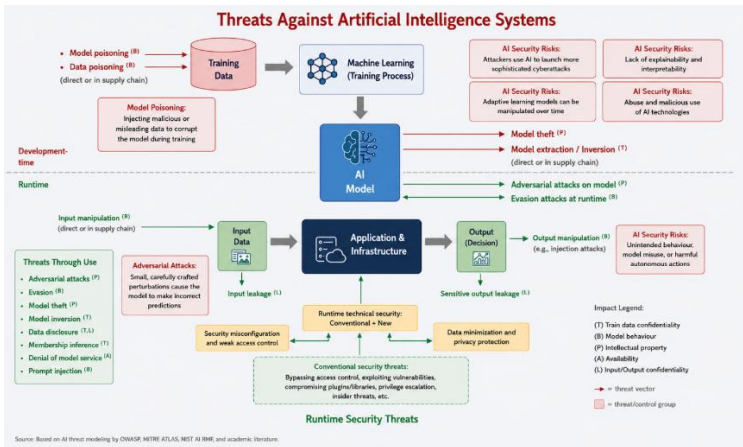 Threats Against Artificial Intelligence Systems
• Model poisoning (B)
• Data poisoning (B)
(direct or in supply chain)
Training
Data
Machine Learning
(Training Process)
AI Security Risks:
Attackers use AI to launch more
sophisticated cyberattacks
AI Security Risks:
Lack of explainability and
interpretability
AI Security Risks:
Adaptive learning models can be
manipulated over time
AI Security Risks:
Abuse and malicious use
of AI technologies
Model Poisoning:
Injecting malicious or
misleading data to corrupt
the model during training
AI
Model
Model theft (P)
Model extraction / Inversion (T)
(direct or in supply chain)
Development-
time
Runtime
Adversarial attacks on model (P)
Evasion attacks at runtime (B)
Input manipulation (B)
(direct or in supply chain)
Input
Data
Application &
Infrastructure
Output
(Decision)
Output manipulation (B)
(e.g., injection attacks)
AI Security Risks:
Unintended behaviour,
model misuse, or harmful
autonomous actions
Threats Through Use
• Adversarial attacks (P)
• Evasion (B)
• Model theft (P)
• Model inversion (T)
• Data disclosure (T,L)
• Membership inference (T)
• Denial of model service (A)
• Prompt injection (B)
Adversarial Attacks:
Small, carefully crafted
perturbations cause the
model to make incorrect
predictions
Input leakage (L)
Sensitive output leakage (L)
Runtime technical security:
Conventional + New
Security misconfiguration
and weak access control
Data minimization and
privacy protection
Conventional security threats:
Bypassing access control, exploiting vulnerabilities,
compromising plugins/libraries, privilege escalation,
insider threats, etc.
Runtime Security Threats
Impact Legend:
(T) Train data confidentiality
(B) Model behaviour
(P) Intellectual property
(A) Availability
(L) Input/Output confidentiality
= threat vector
= threat/control group
Source: Based on AI threat modeling by OWASP, MITRE ATLAS, NIST AI RMF, and academic literature.